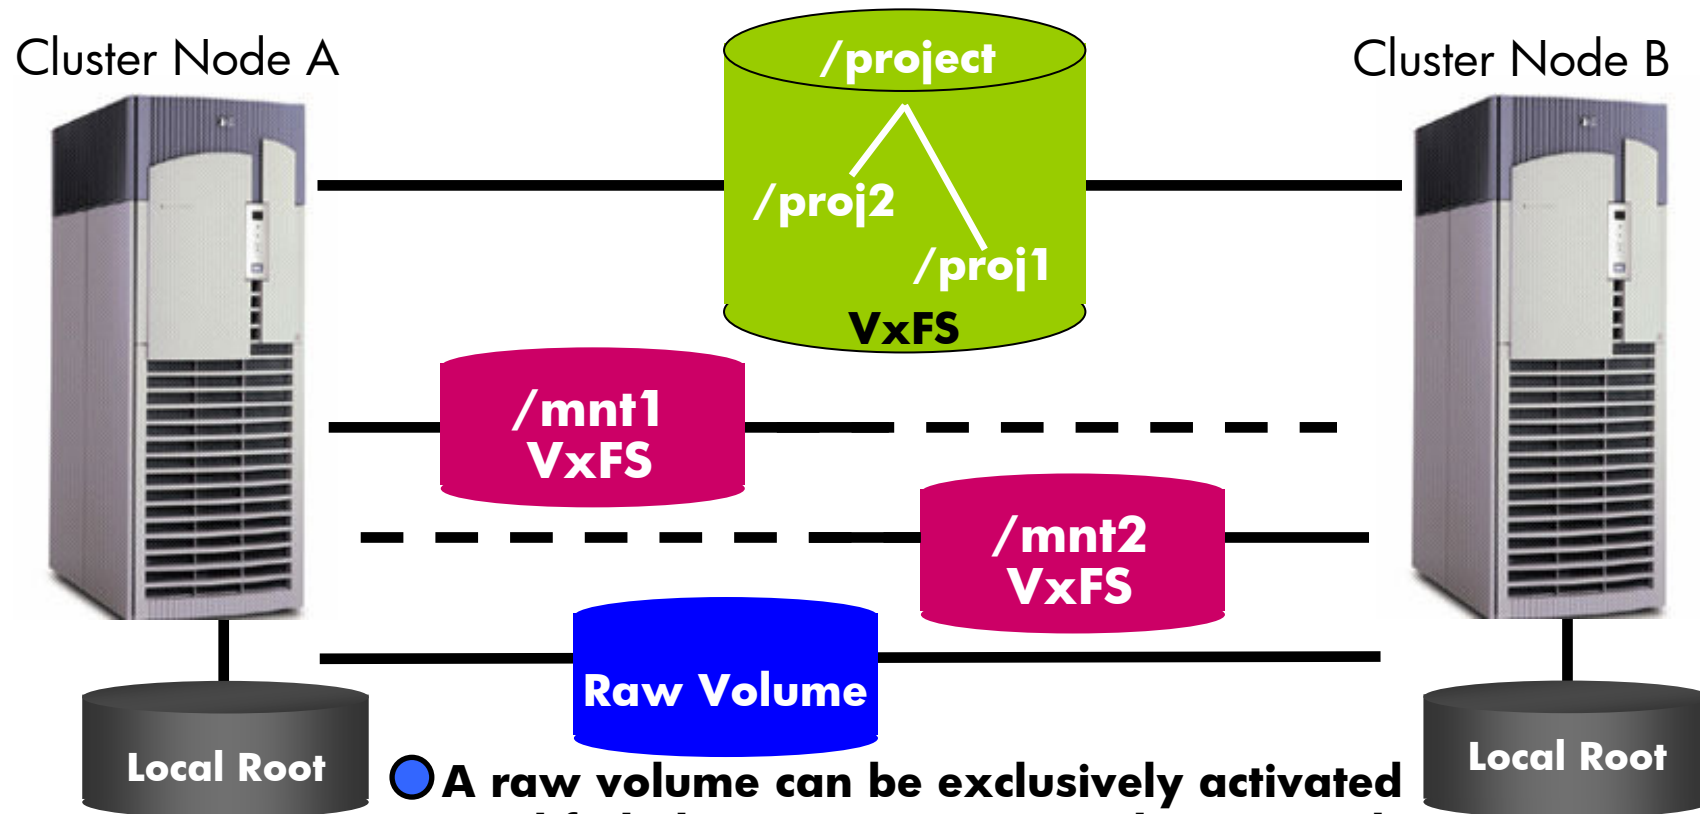 Cluster Node A
/project
Cluster Node B
/proj2
/proj1
VxFS
/mnt1
VxFS
/mnt2
VxFS
Raw Volume
Local Root
Local Root
A raw volume can be exclusively activated